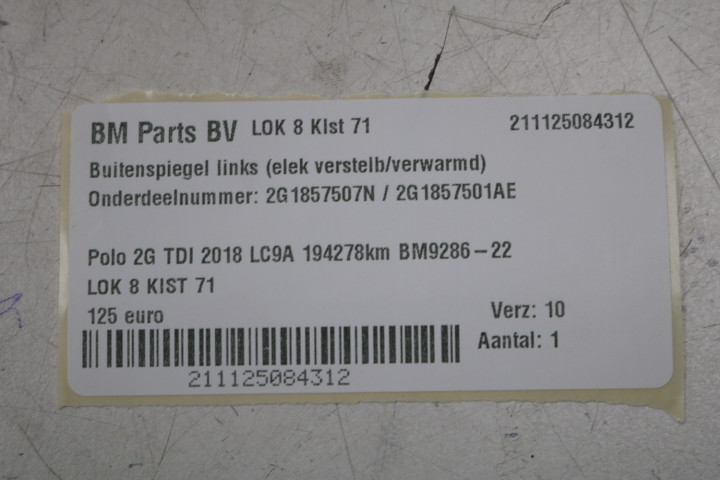 BM Parts BV LOK 8 KIst 71 211125084312
Buitenspiegel links (elek verstelb/verwarmd)
Onderdeelnummer: 2G1857507N / 2G1857501AE
Polo 2G TDI 2018 LC9A 194278km BM9286-22
LOK 8 KIST 71
125 euro Verz: 10
Aantal: 1
211125084312